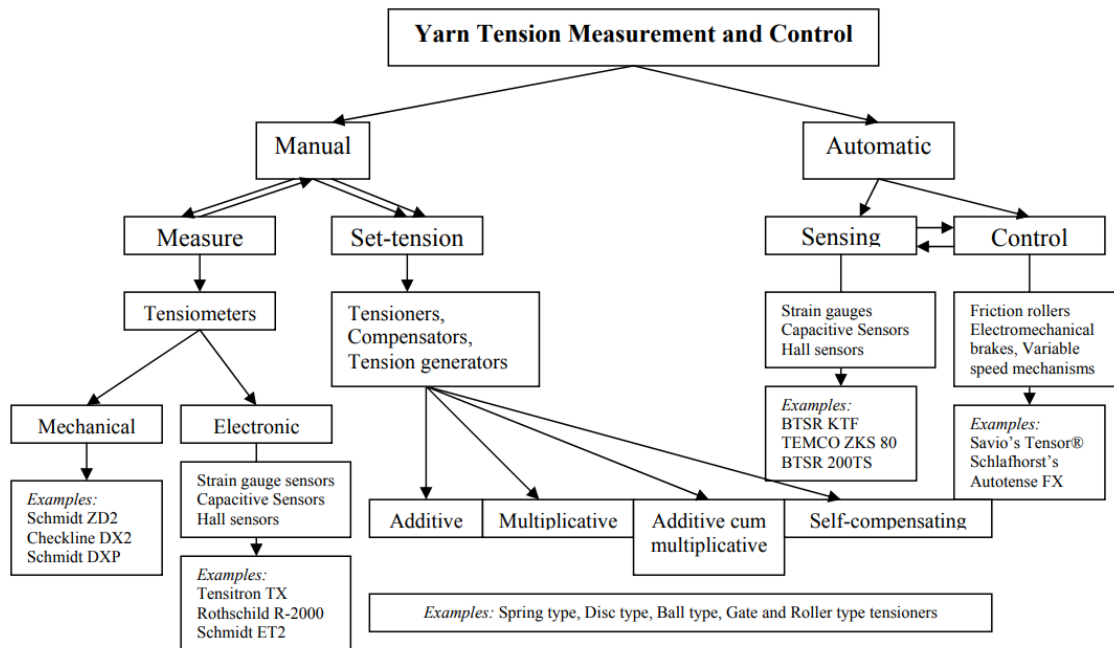 Yarn Tension Measurement and Control
Manual
Automatic
Measure
Set-tension
Sensing
Control
Tensiometers
Tensioners,
Compensators,
Tension generators
Strain gauges
Capacitive Sensors
Hall sensors
Friction rollers
Electromechanical
brakes, Variable
speed mechanisms
Mechanical
Electronic
Examples:
BTSR KTF
TEMCO ZKS 80
BTSR 200TS
Examples:
Savio's Tensor®
Schlafhorst's
Autotense FX
Examples:
Schmidt ZD2
Checkline DX2
Schmidt DXP
Strain gauge sensors
Capacitive Sensors
Hall sensors
Additive
Multiplicative
Additive cum
multiplicative
Self-compensating
Examples:
Tensitron TX
Rothschild R-2000
Schmidt ET2
Examples: Spring type, Disc type, Ball type, Gate and Roller type tensioners